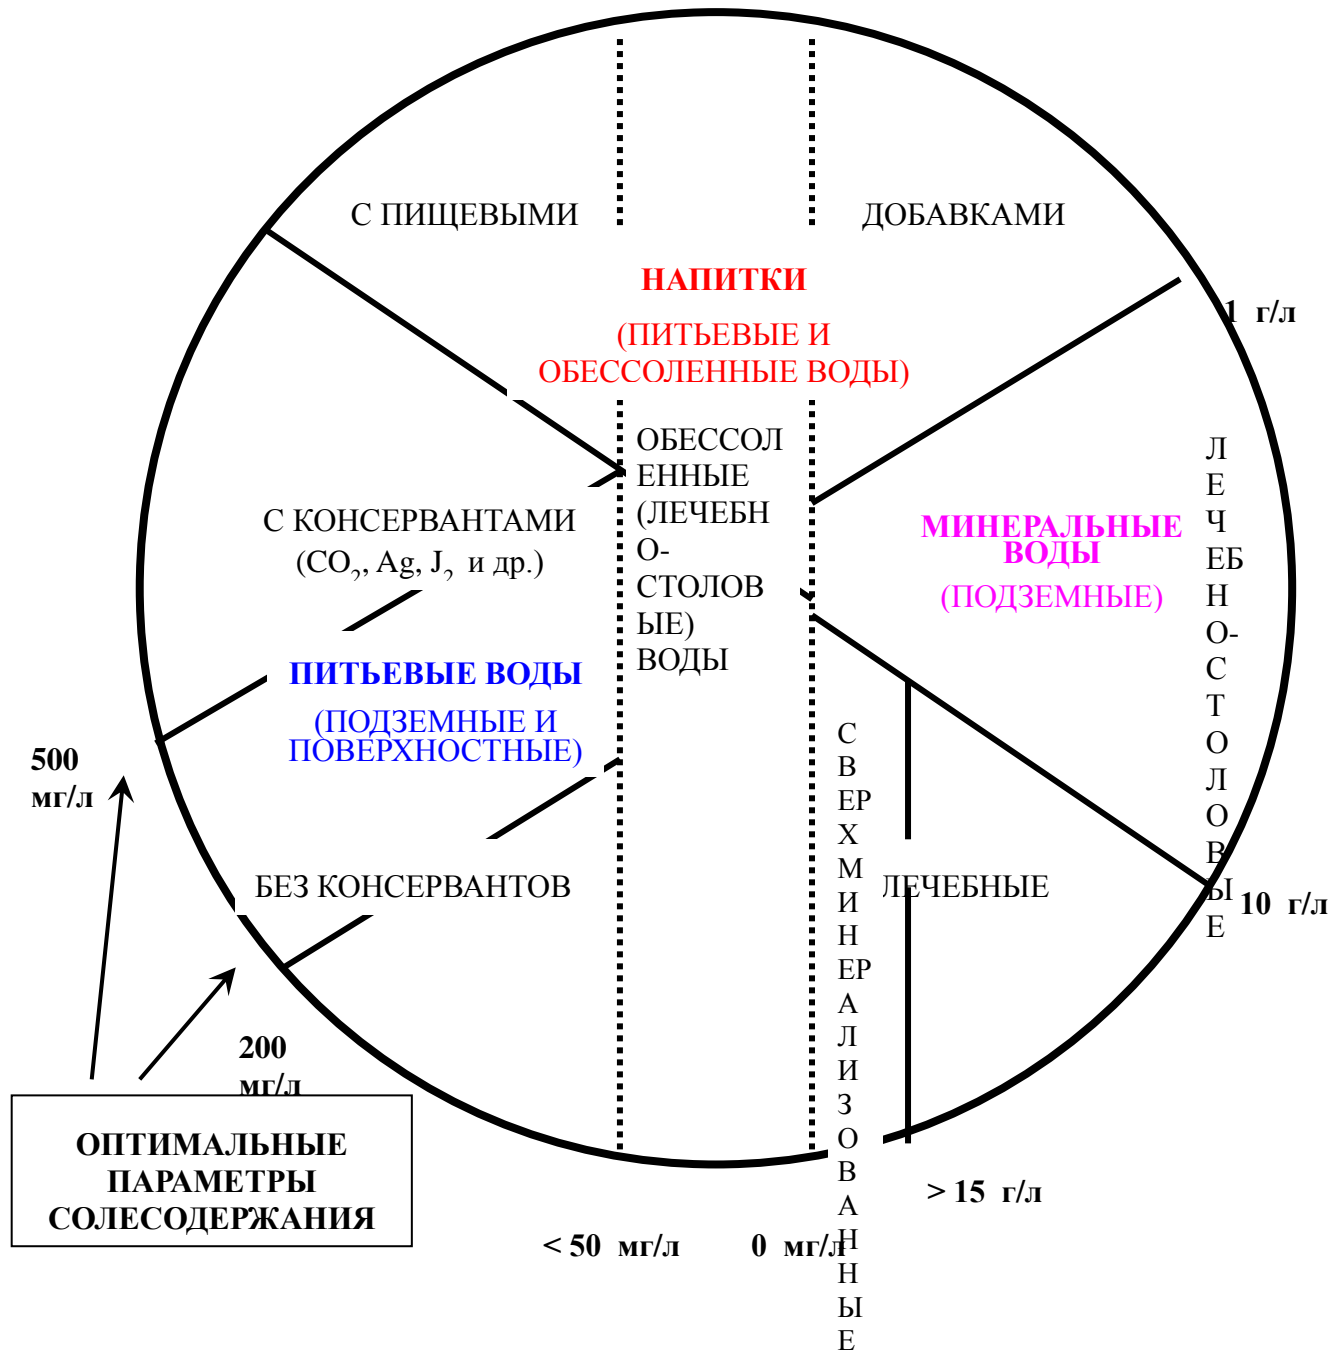 С ПИЩЕВЫМИ
ДОБАВКАМИ
НАПИТКИ
(ПИТЬЕВЫЕ И
ОБЕССОЛЕННЫЕ ВОДЫ)
1 г/л
ОБЕССОЛ
ЕННЫЕ
(ЛЕЧЕБН
О-
СТОЛОВ
ЫЕ)
ВОДЫ
С КОНСЕРВАНТАМИ
(CO2, Ag, J2 и др.)
МИНЕРАЛЬНЫЕ
ВОДЫ
(ПОДЗЕМНЫЕ)
Л
Е
Ч
ЕБ
Н
О-
С
Т
О
Л
О
В
Ы
Е
ПИТЬЕВЫЕ ВОДЫ
(ПОДЗЕМНЫЕ И
ПОВЕРХНОСТНЫЕ)
500
мг/л
С
В
ЕР
Х
М
И
Н
ЕР
А
Л
И
З
О
В
А
Н
Н
Ы
Е
БЕЗ КОНСЕРВАНТОВ
ЛЕЧЕБНЫЕ
10 г/л
200
мг/л
ОПТИМАЛЬНЫЕ
ПАРАМЕТРЫ
СОЛЕСОДЕРЖАНИЯ
> 15 г/л
< 50 мг/л
0 мг/л